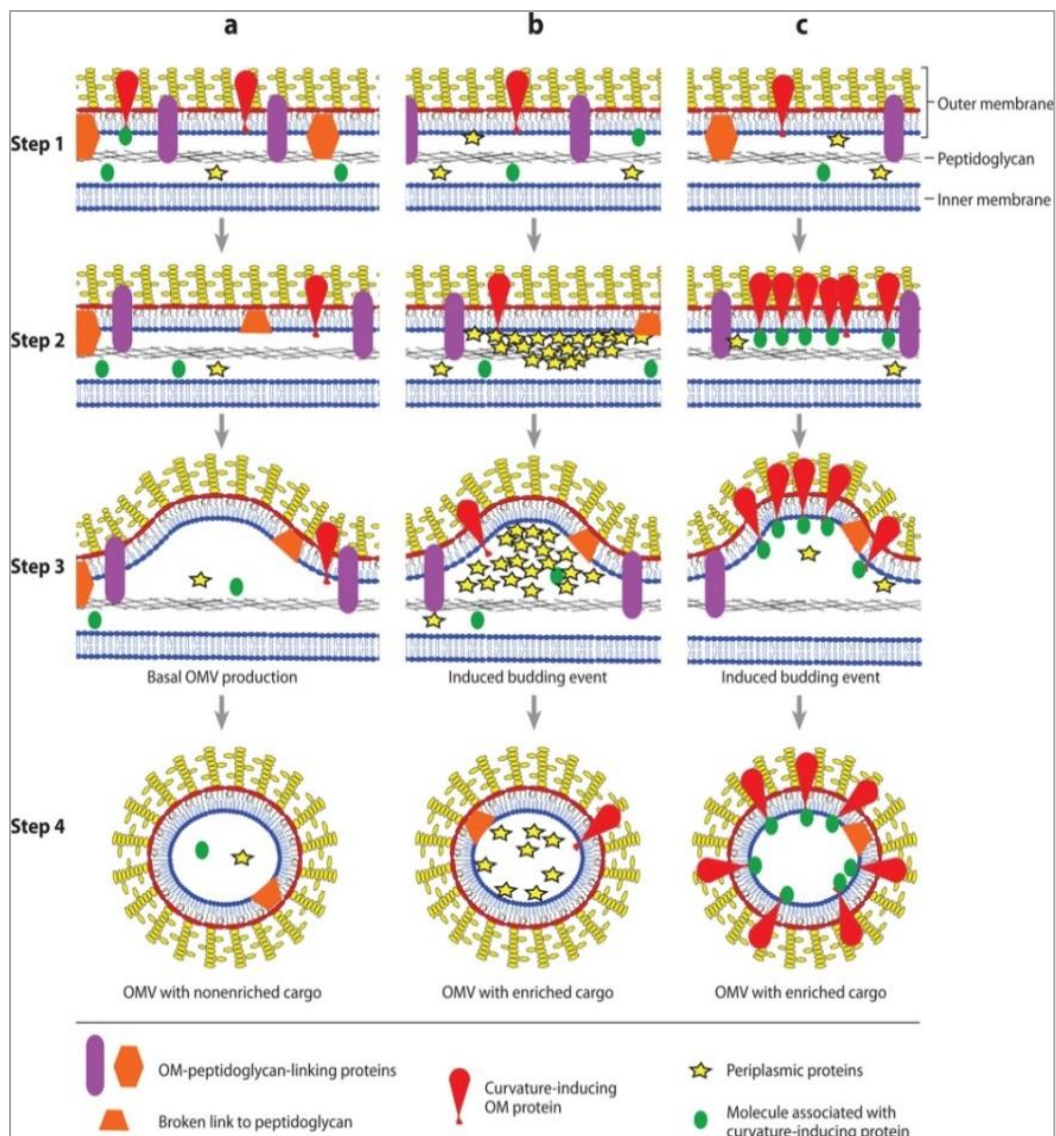 a b c
Outer membrane
Step 1
Peptidoglycan
Inner membrane
Step 2
Step 3
Basal OMV production
Induced budding event
Induced budding event
Step 4
OMV with nonenriched cargo
OMV with enriched cargo
OMV with enriched cargo
OM-peptidoglycan-linking proteins
Broken link to peptidoglycan
Curvature-inducing
OM protein
Periplasmic proteins
Molecule associated with
curvature-inducing protein